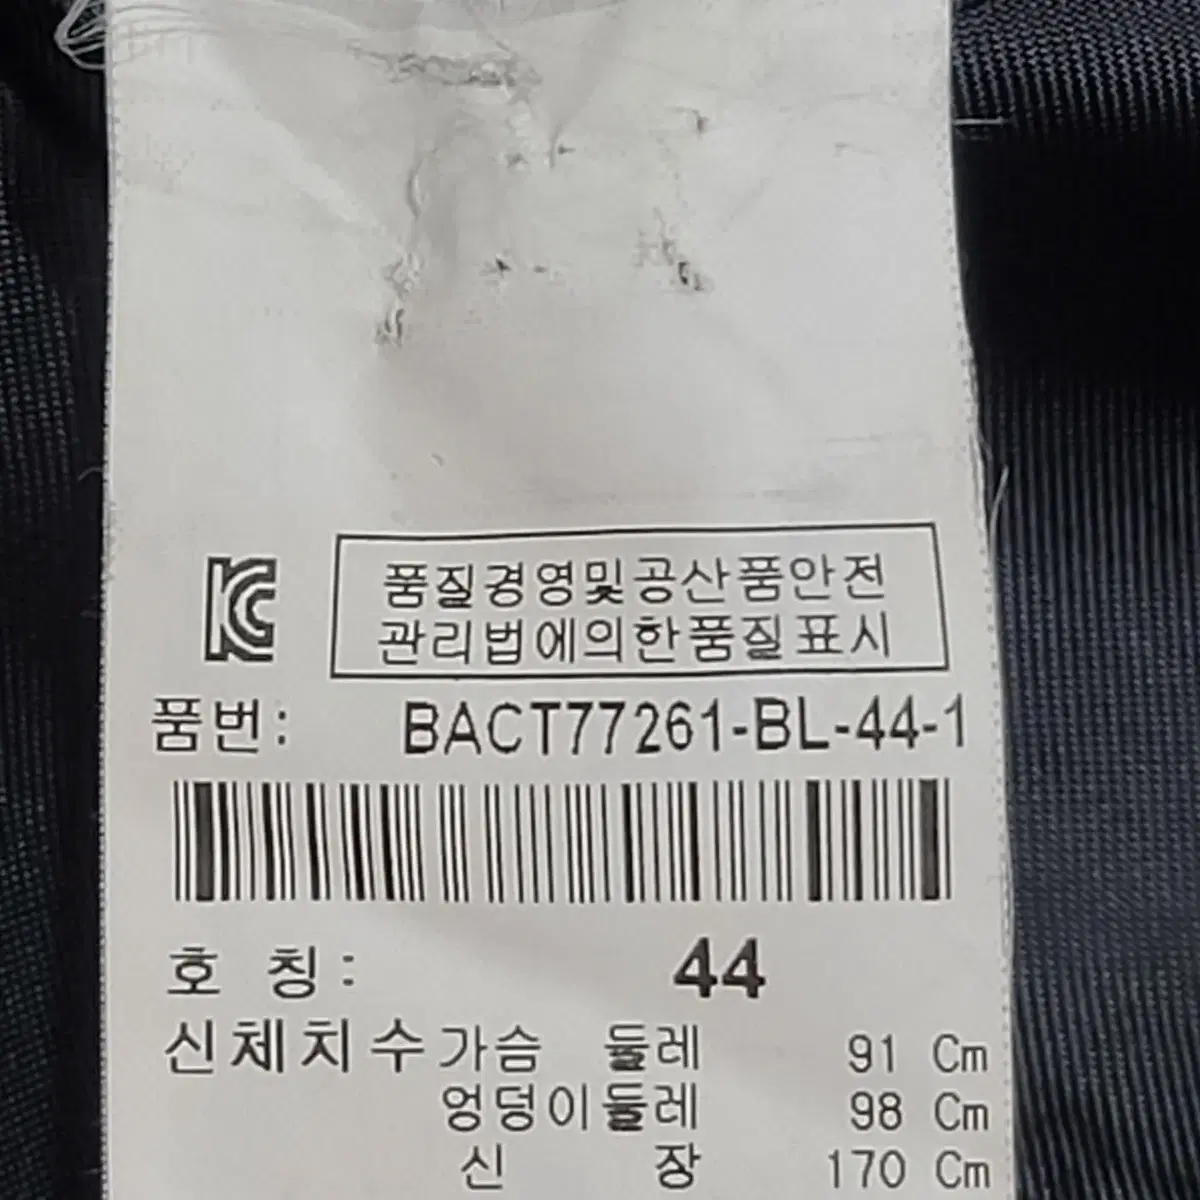 KC
품질경영및공산품안전
관리법에의한품질표시
품번: BACT77261-BL-44-1
호 칭: 44
신체치수 가슴 둘레 91 Cm
엉덩이둘레 98 Cm
신 장 170 Cm